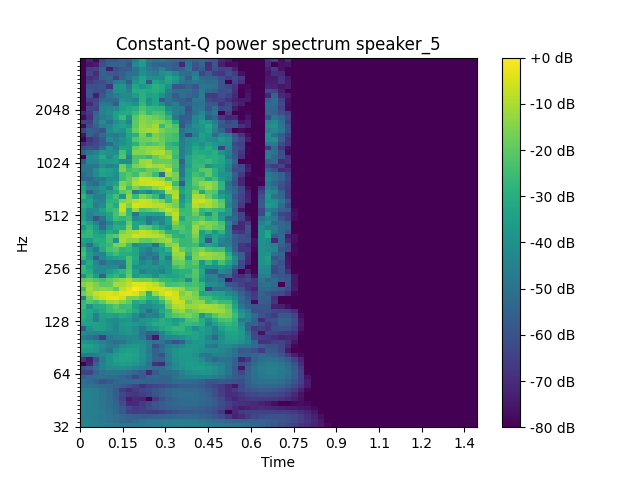 Constant-Q power spectrum speaker_5
+0 dB
-10 dB
-20 dB
-30 dB
-40 dB
-50 dB
-60 dB
-70 dB
-80 dB
2048
1024
512
256
128
64
32
Hz
0 0.15 0.3 0.45 0.6 0.75 0.9 1.1 1.2 1.4
Time